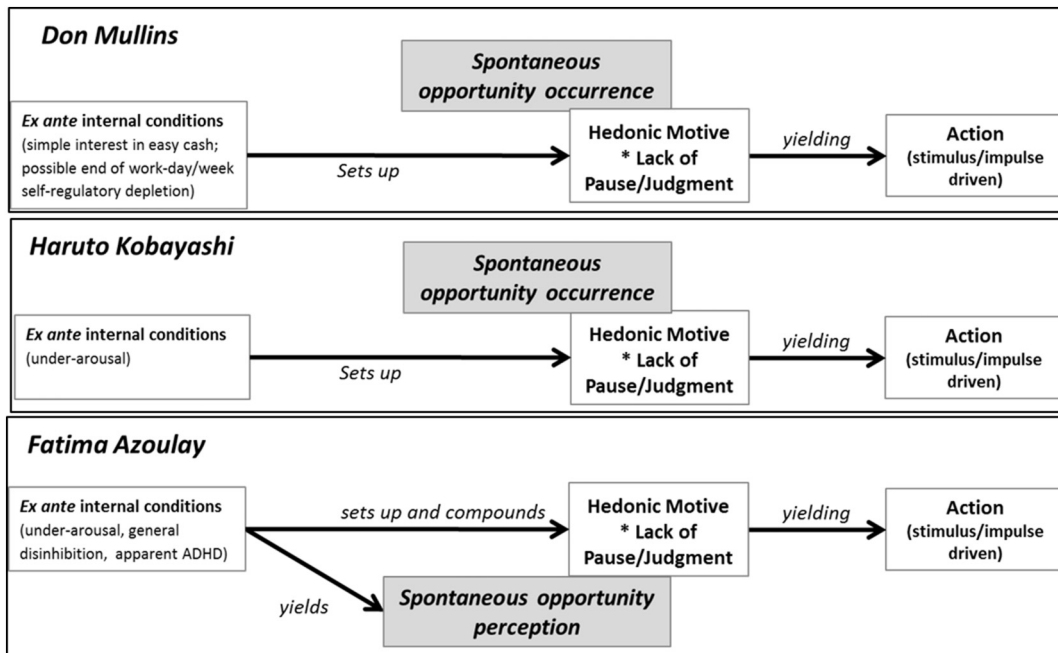 Don Mullins
Spontaneous
opportunity occurrence
Ex ante internal conditions
(simple interest in easy cash;
possible end of work-day/week
self-regulatory depletion)
Sets up
Hedonic Motive
* Lack of
Pause/Judgment
yielding
Action
(stimulus/impulse
driven)
Haruto Kobayashi
Spontaneous
opportunity occurrence
Ex ante internal conditions
(under-arousal)
Sets up
Hedonic Motive
* Lack of
Pause/Judgment
yielding
Action
(stimulus/impulse
driven)
Fatima Azoulay
Ex ante internal conditions
(under-arousal, general
disinhibition, apparent ADHD)
sets up and compounds
Hedonic Motive
* Lack of
Pause/Judgment
yielding
Action
(stimulus/impulse
driven)
yields
Spontaneous opportunity
perception